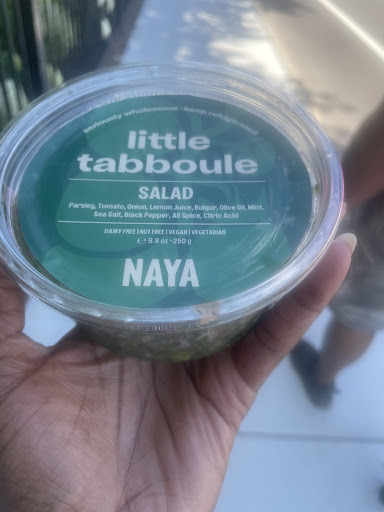 seriously wholesome - keep refrigerated
little
tabboule
SALAD
Parsley, Tomato, Onion, Lemon Juice, Bulgur, Olive Oil, Mint,
Sea Salt, Black Pepper, All Spice, Citric Acid
DAIRY FREE | NUT FREE | VEGAN | VEGETARIAN
℮ 8.8 oz -250 g
NAYA